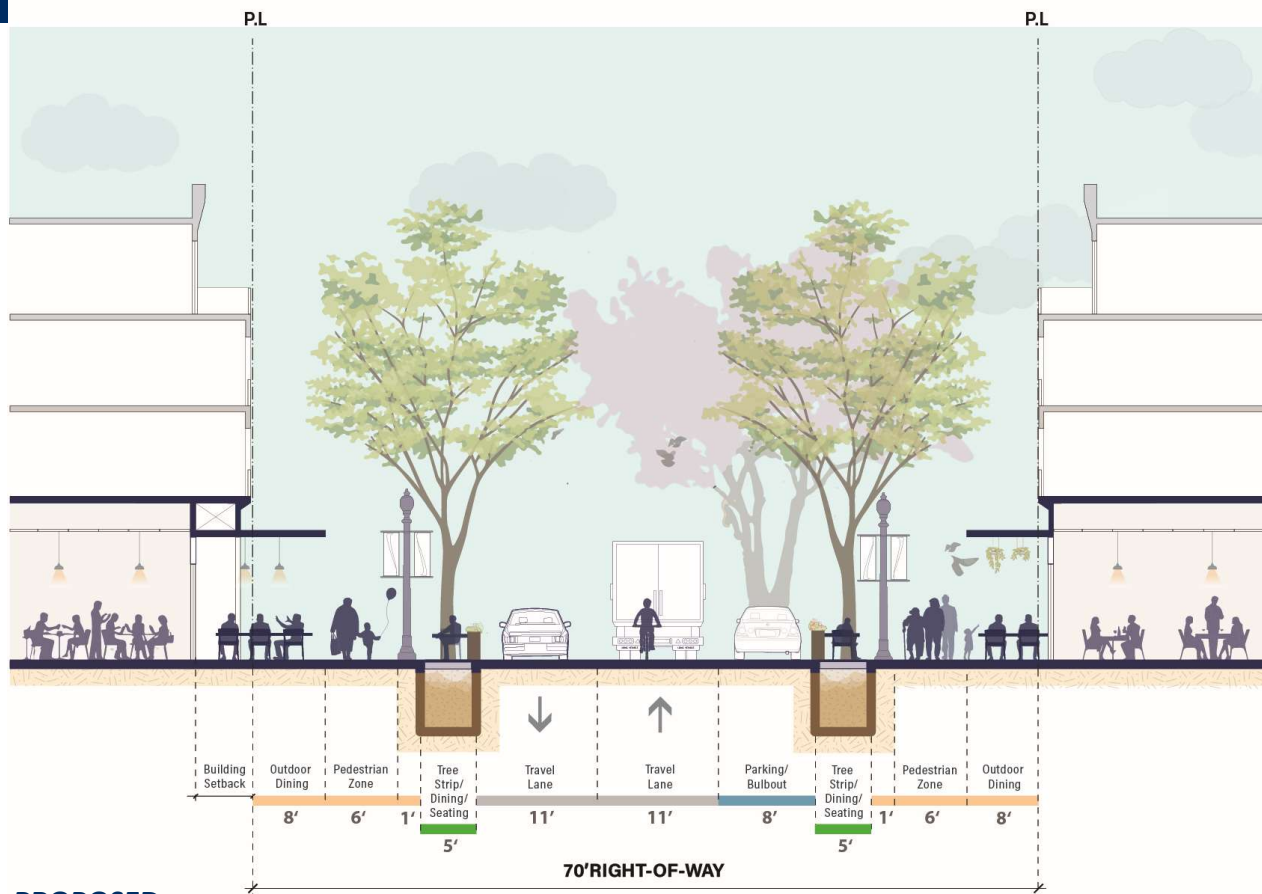 P.L
P.L
Building
Setback
Outdoor
Dining
Pedestrian
Zone
Tree
Strip/
Dining/
Seating
Travel
Lane
Travel
Lane
Parking/
Bulbout
Tree
Strip/
Dining/
Seating
Pedestrian
Zone
Outdoor
Dining
8‘
6‘
1‘
5‘
11’
11’
8’
5‘
1‘
6‘
8‘
70’RIGHT-OF-WAY
PROPOSED